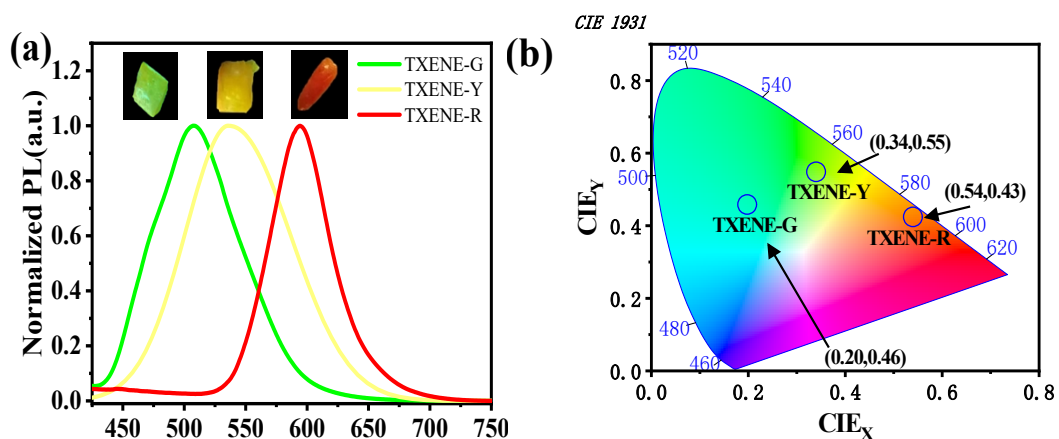 (a)
Normalized PL(a.u.)
1.2
1.0
0.8
0.6
0.4
0.2
0.0
450 500 550 600 650 700 750
TXENE-G
TXENE-Y
TXENE-R
(b)
CIE 1931
CIEY
0.8
0.6
0.4
0.2
0.0
0.0 0.2 0.4 0.6 0.8
CIEX
520
540
560
500
580
600
620
480
460
(0.34,0.55)
TXENE-Y
(0.54,0.43)
TXENE-G
TXENE-R
(0.20,0.46)